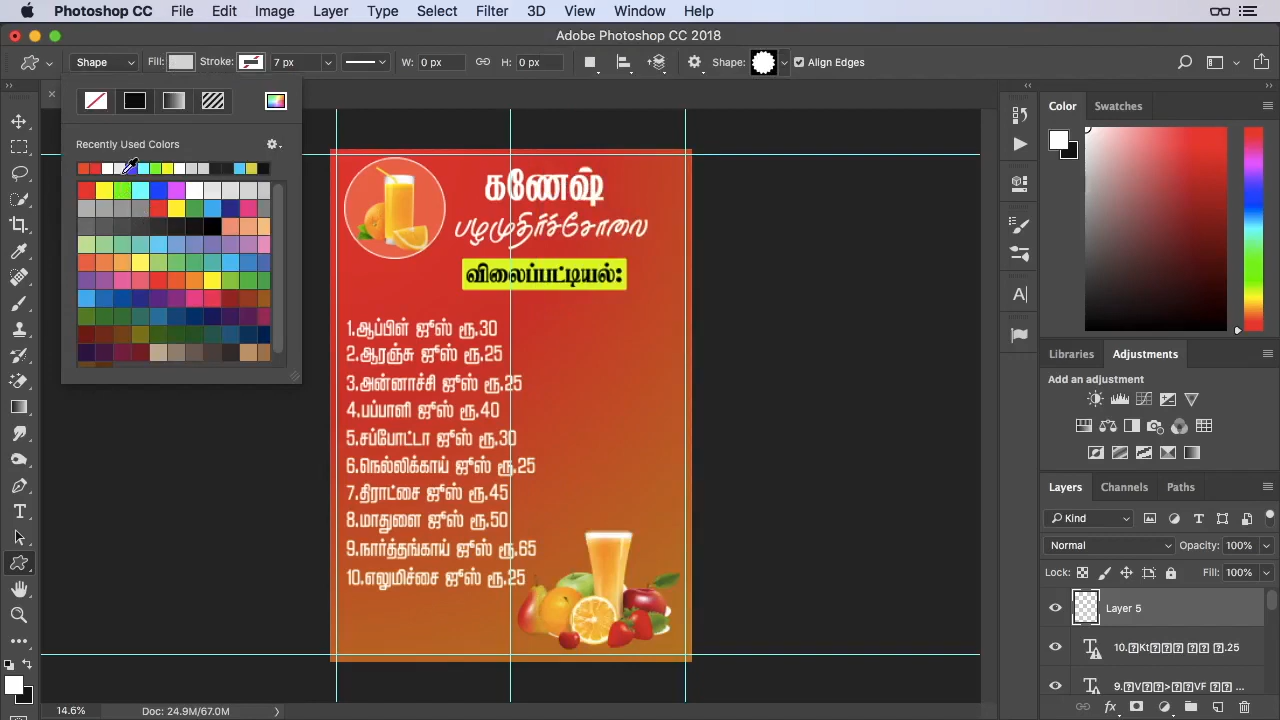 Photoshop CC File Edit Image Layer Type Select Filter 3D View Window Help
Adobe Photoshop CC 2018
Shape Fill: Stroke: 7 px W: 0 px H: 0 px Shape: Align Edges
Recently Used Colors
Color Swatches
கணேஷ்
பழமுதிர்ச்சோலை
விலைப்பட்டியல்:
1.ஆப்பிள் ஜூஸ் ரூ.30
2.ஆரஞ்சு ஜூஸ் ரூ.25
3.அன்னாச்சி ஜூஸ் ரூ.25
4.பப்பாளி ஜூஸ் ரூ.40
5.சப்போட்டா ஜூஸ் ரூ.30
6.நெல்லிக்காய் ஜூஸ் ரூ.25
7.திராட்சை ஜூஸ் ரூ.45
8.மாதுளை ஜூஸ் ரூ.50
9.நார்த்தங்காய் ஜூஸ் ரூ.65
10.எலுமிச்சை ஜூஸ் ரூ.25
Libraries Adjustments
Add an adjustment
Layers Channels Paths
Kind
Normal Opacity: 100%
Lock: Fill: 100%
Layer 5
14.6% Doc: 24.9M/67.0M